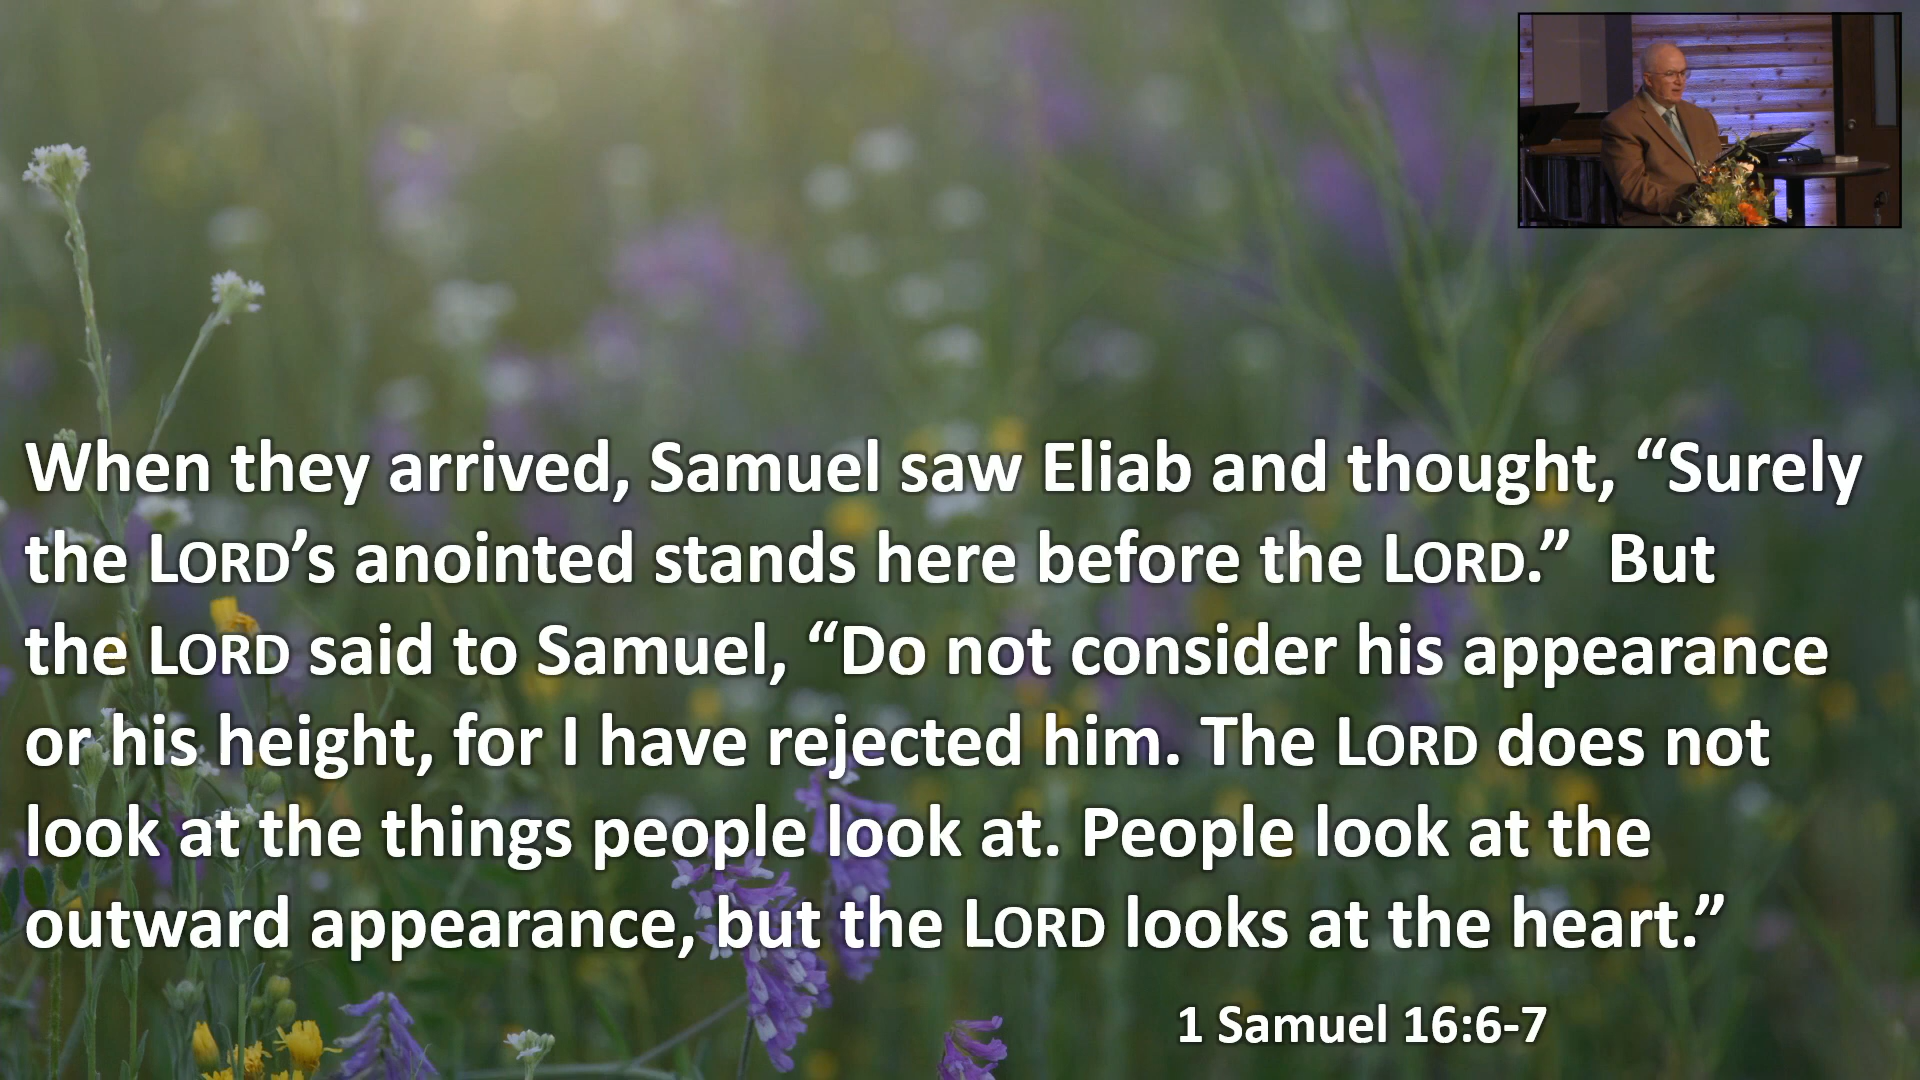 When they arrived, Samuel saw Eliab and thought, “Surely
the LORD’s anointed stands here before the LORD.”  But
the LORD said to Samuel, “Do not consider his appearance
or his height, for I have rejected him. The LORD does not
look at the things people look at. People look at the
outward appearance, but the LORD looks at the heart.”
1 Samuel 16:6-7